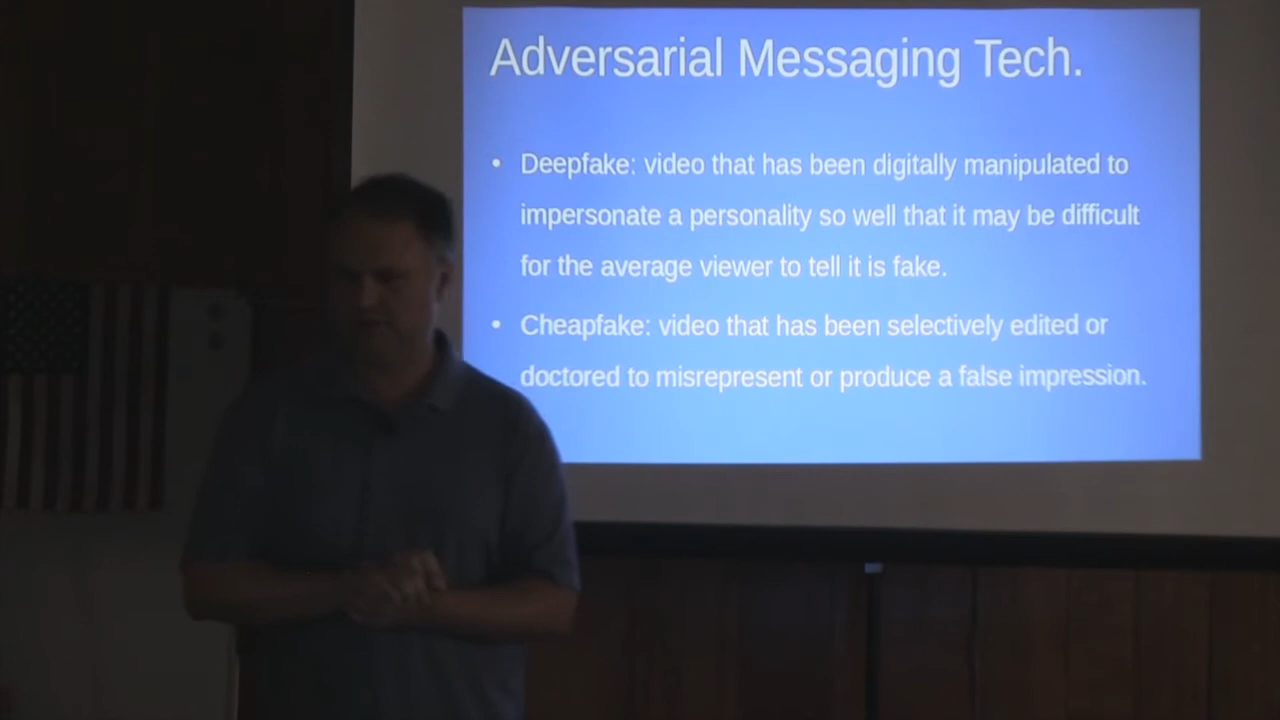 Adversarial Messaging Tech.
• Deepfake: video that has been digitally manipulated to
impersonate a personality so well that it may be difficult
for the average viewer to tell it is fake.
• Cheapfake: video that has been selectively edited or
doctored to misrepresent or produce a false impression.